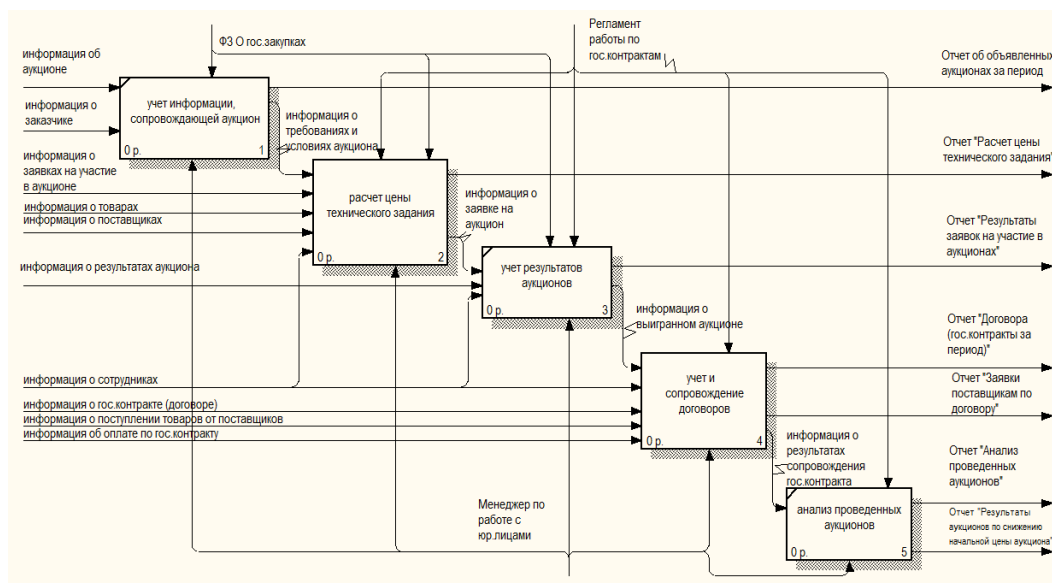 Регламент
работы по
гос.контрактам
ФЗ О гос.закупках
информация об
аукционе
информация о
заказчике
информация о
заявках на участие
в аукционе
информация о товарах
информация о поставщиках
информация о результатах аукциона
информация о сотрудниках
информация о гос.контракте (договоре)
информация о поступлении товаров от поставщиков
информация об оплате по гос.контракту
учет информации,
сопровождающей аукцион
0 р.
1
информация о
требованиях и
условиях аукциона
расчет цены
технического задания
0 р.
2
информация о
заявке на
аукцион
учет результатов
аукционов
0 р.
3
информация о
выигранном аукционе
учет и
сопровождение
договоров
0 р.
4
информация о
результатах
сопровождения
гос.контракта
анализ проведенных
аукционов
0 р.
5
Менеджер по
работе с
юр.лицами
Отчет об объявленных
аукционах за период
Отчет "Расчет цены
технического задания"
Отчет "Результаты
заявок на участие в
аукционах"
Отчет "Договора
(гос.контракты за
период)"
Отчет "Заявки
поставщикам по
договору"
Отчет "Анализ
проведенных
аукционов"
Отчет "Результаты
аукционов по снижению
начальной цены аукциона"